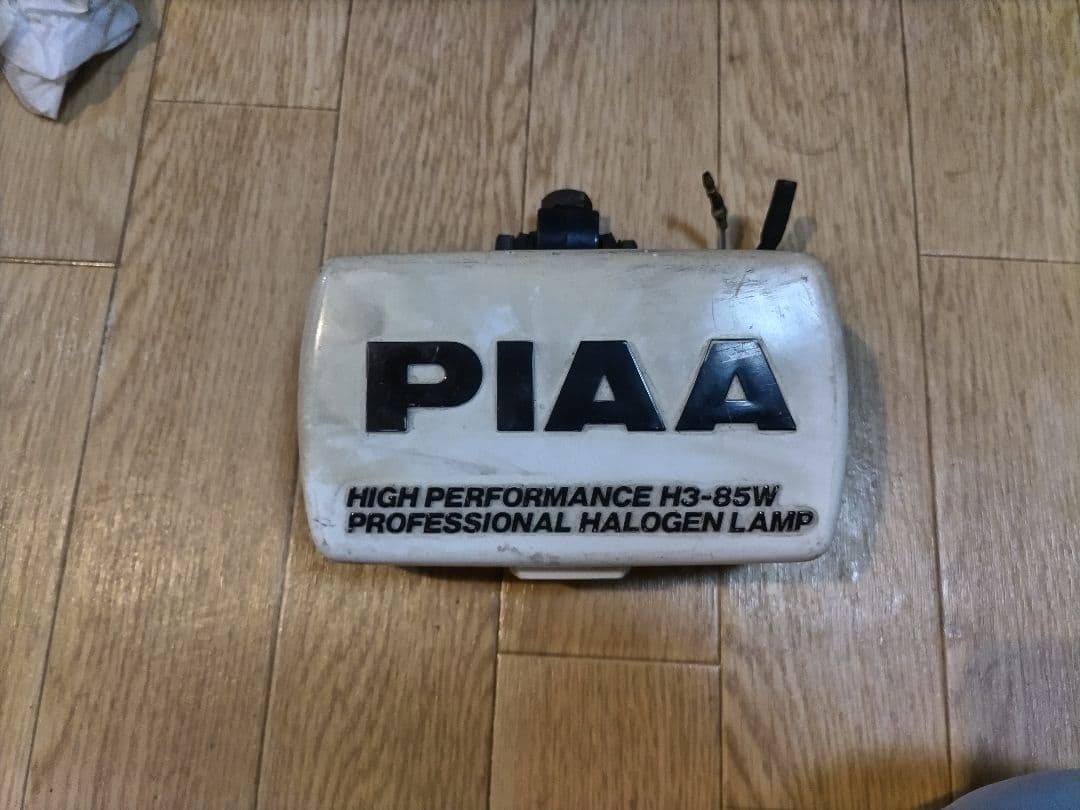 PIAA
HIGH PERFORMANCE H3-85W
PROFESSIONAL HALOGEN LAMP